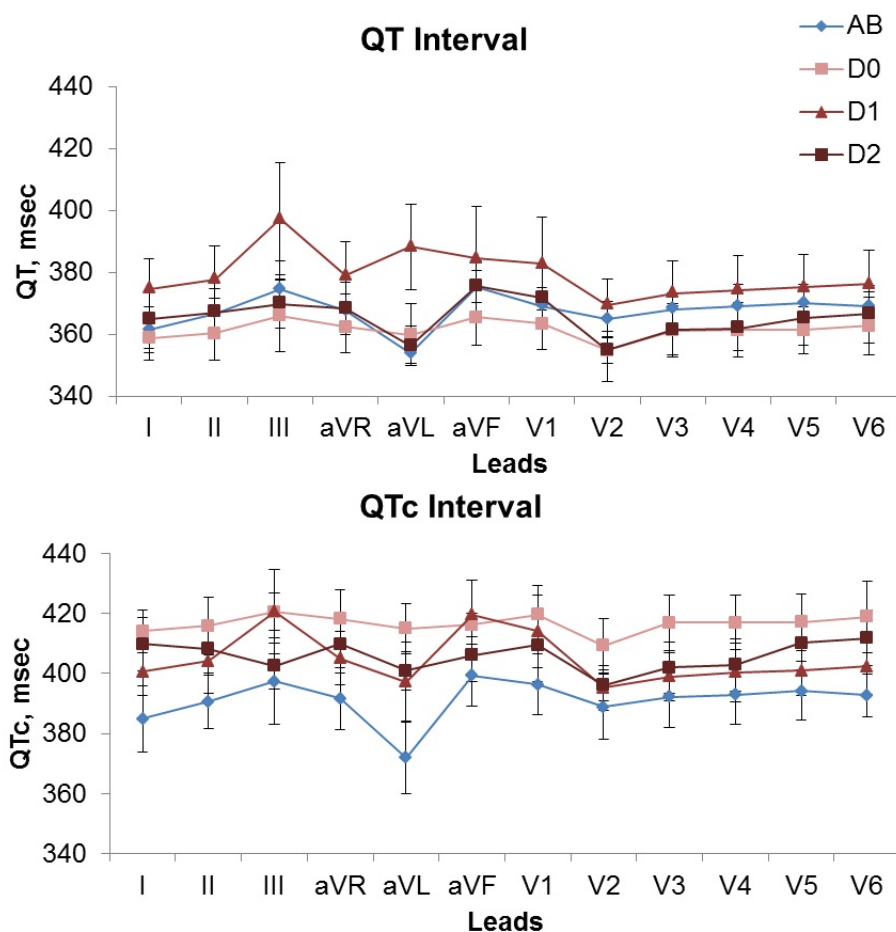 QT Interval
AB
D0
D1
D2
QT, msec
440
420
400
380
360
340
I II III aVR aVL aVF V1 V2 V3 V4 V5 V6
Leads
QTc Interval
QTc, msec
440
420
400
380
360
340
I II III aVR aVL aVF V1 V2 V3 V4 V5 V6
Leads